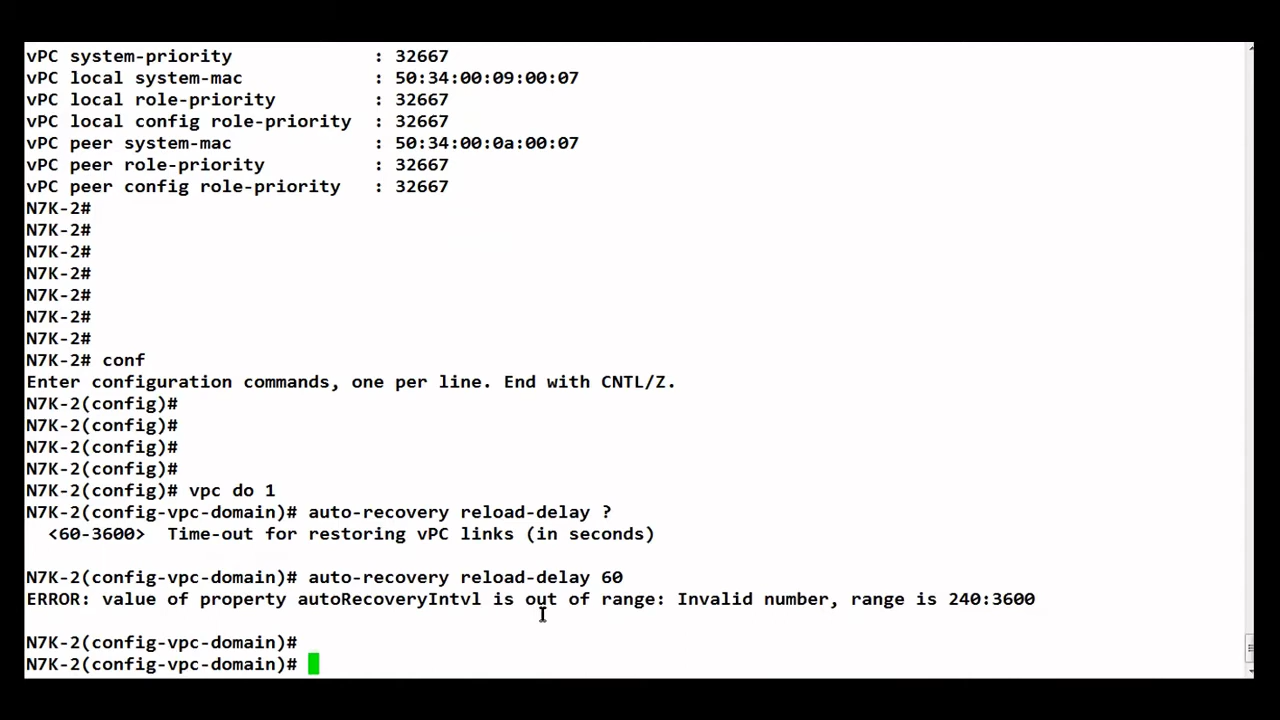 vPC system-priority : 32667
vPC local system-mac : 50:34:00:09:00:07
vPC local role-priority : 32667
vPC local config role-priority : 32667
vPC peer system-mac : 50:34:00:0a:00:07
vPC peer role-priority : 32667
vPC peer config role-priority : 32667
N7K-2#
N7K-2#
N7K-2#
N7K-2#
N7K-2#
N7K-2#
N7K-2#
N7K-2# conf
Enter configuration commands, one per line. End with CNTL/Z.
N7K-2(config)#
N7K-2(config)#
N7K-2(config)#
N7K-2(config)#
N7K-2(config)# vpc do 1
N7K-2(config-vpc-domain)# auto-recovery reload-delay ?
<60-3600> Time-out for restoring vPC links (in seconds)
N7K-2(config-vpc-domain)# auto-recovery reload-delay 60
ERROR: value of property autoRecoveryIntvl is out of range: Invalid number, range is 240:3600
N7K-2(config-vpc-domain)#
N7K-2(config-vpc-domain)#